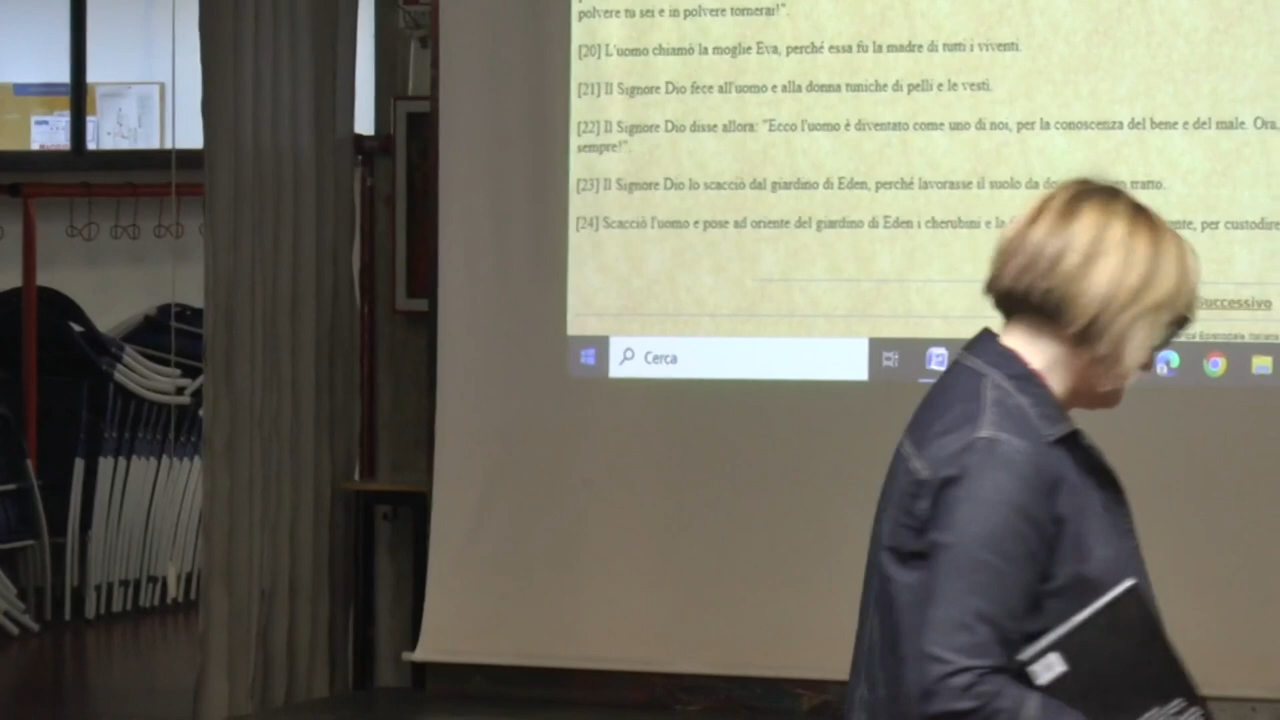 polvere tu sei e in polvere tornerai!".
[20] L'uomo chiamò la moglie Eva, perché essa fu la madre di tutti i viventi.
[21] Il Signore Dio fece all'uomo e alla donna tuniche di pelli e le vestì.
[22] Il Signore Dio disse allora: "Ecco l'uomo è diventato come uno di noi, per la conoscenza del bene e del male. Ora,
sempre!".
[23] Il Signore Dio lo scacciò dal giardino di Eden, perché lavorasse il suolo da tratto.
[24] Scacciò l'uomo e pose ad oriente del giardino di Eden i cherubini e la per custodire
Successivo
Episcopale Italiana
Cerca